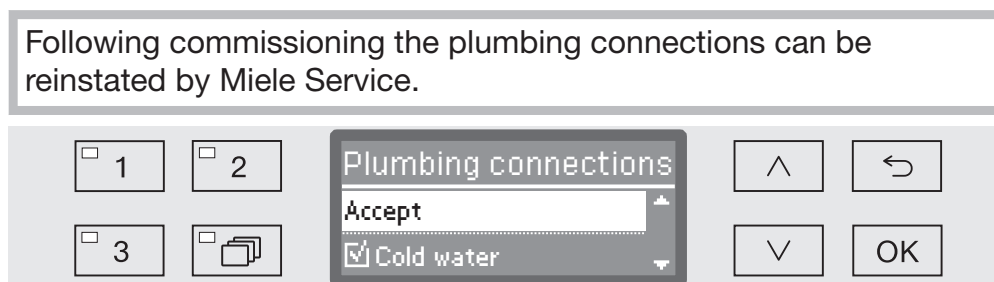 Following commissioning the plumbing connections can be
reinstated by Miele Service.
1 2 Plumbing connections
Accept
3 Cold water OK